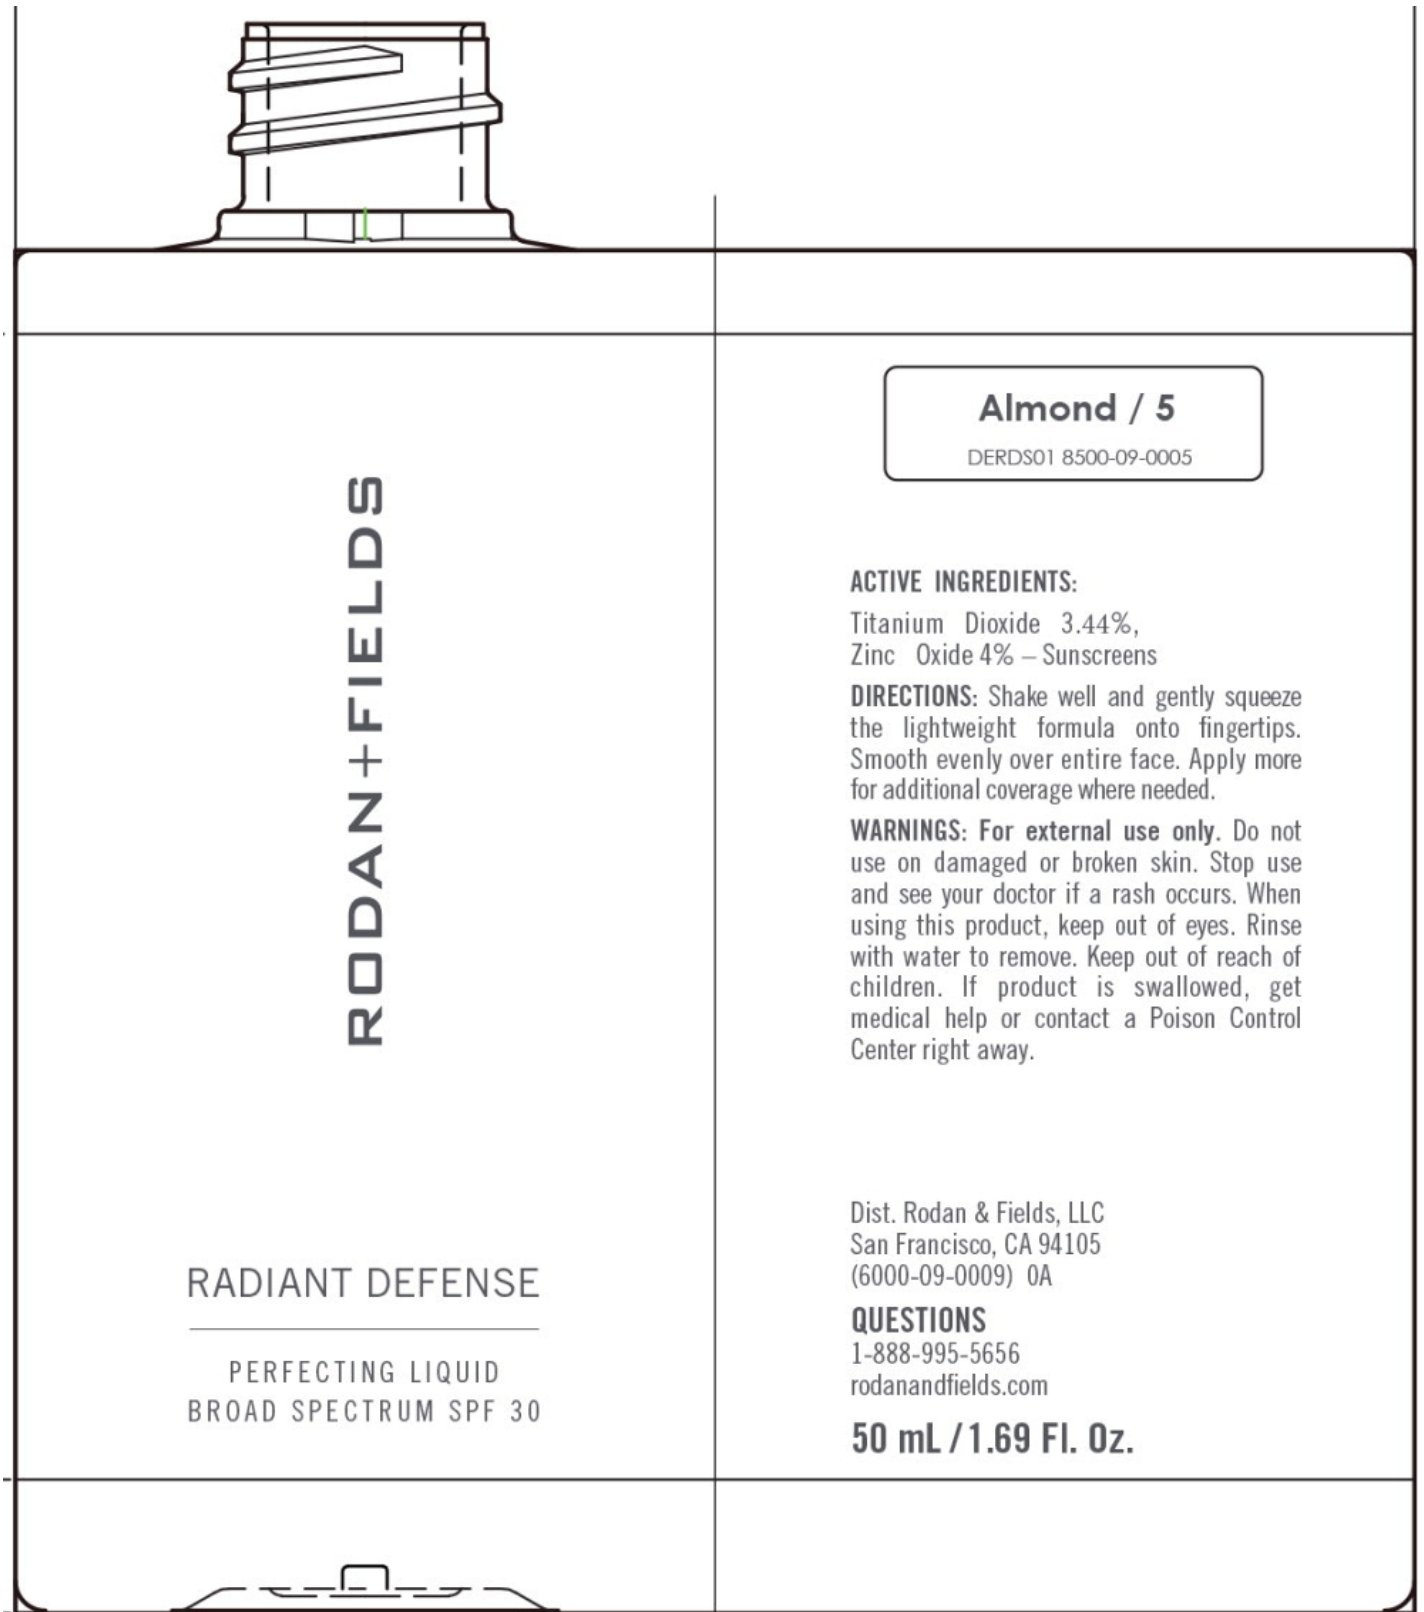 RODAN+FIELDS
RADIANT DEFENSE
PERFECTING LIQUID
BROAD SPECTRUM SPF 30
Almond / 5
DERDS01 8500-09-0005
ACTIVE INGREDIENTS:
Titanium Dioxide 3.44%,
Zinc Oxide 4% – Sunscreens
DIRECTIONS: Shake well and gently squeeze
the lightweight formula onto fingertips.
Smooth evenly over entire face. Apply more
for additional coverage where needed.
WARNINGS: For external use only. Do not
use on damaged or broken skin. Stop use
and see your doctor if a rash occurs. When
using this product, keep out of eyes. Rinse
with water to remove. Keep out of reach of
children. If product is swallowed, get
medical help or contact a Poison Control
Center right away.
Dist. Rodan & Fields, LLC
San Francisco, CA 94105
(6000-09-0009) 0A
QUESTIONS
1-888-995-5656
rodanandfields.com
50 mL / 1.69 Fl. Oz.